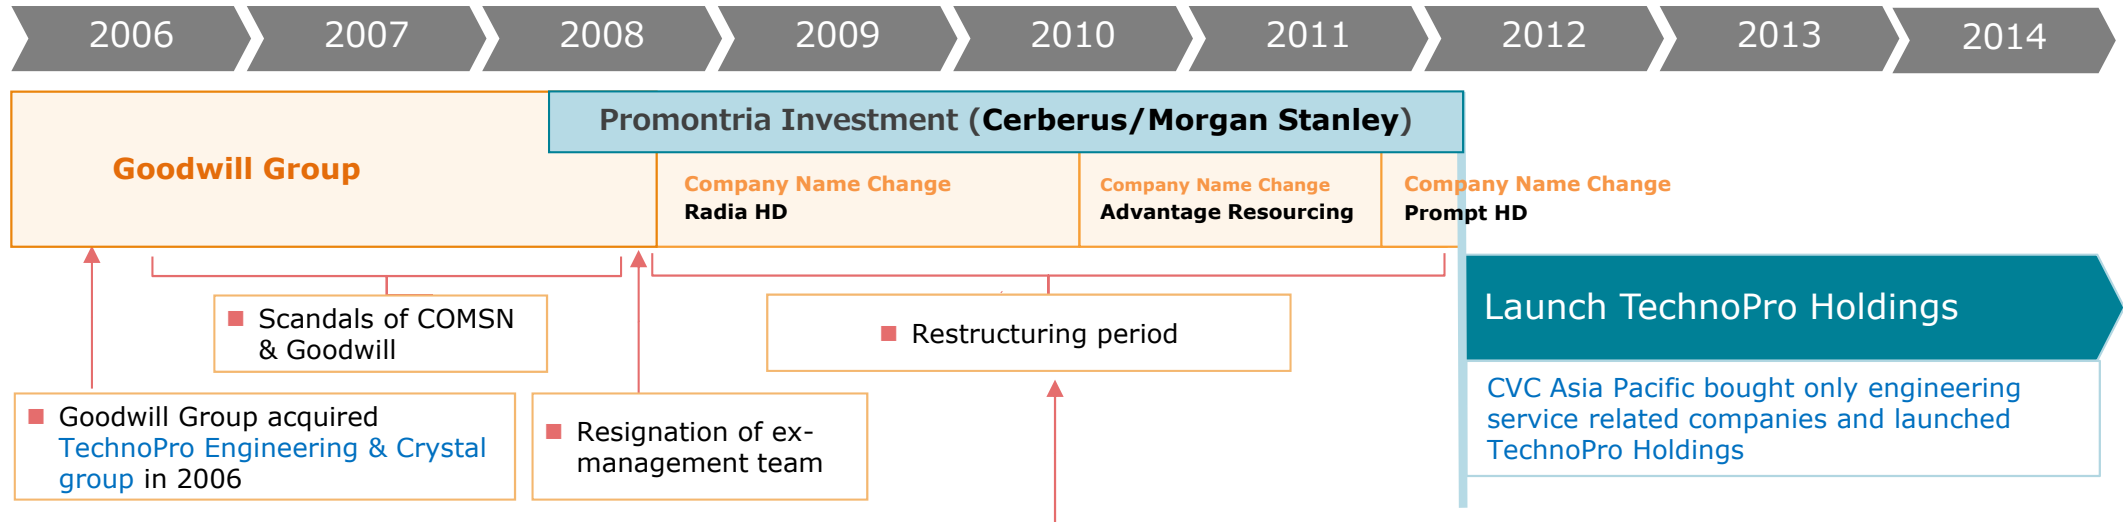 2006 2007 2008 2009 2010 2011 2012 2013 2014
Promontria Investment (Cerberus/Morgan Stanley)
Goodwill Group
Company Name Change
Radia HD
Company Name Change
Advantage Resourcing
Company Name Change
Prompt HD
Scandals of COMSN
& Goodwill
Restructuring period
Launch TechnoPro Holdings
Goodwill Group acquired
TechnoPro Engineering & Crystal
group in 2006
Resignation of ex-
management team
CVC Asia Pacific bought only engineering
service related companies and launched
TechnoPro Holdings